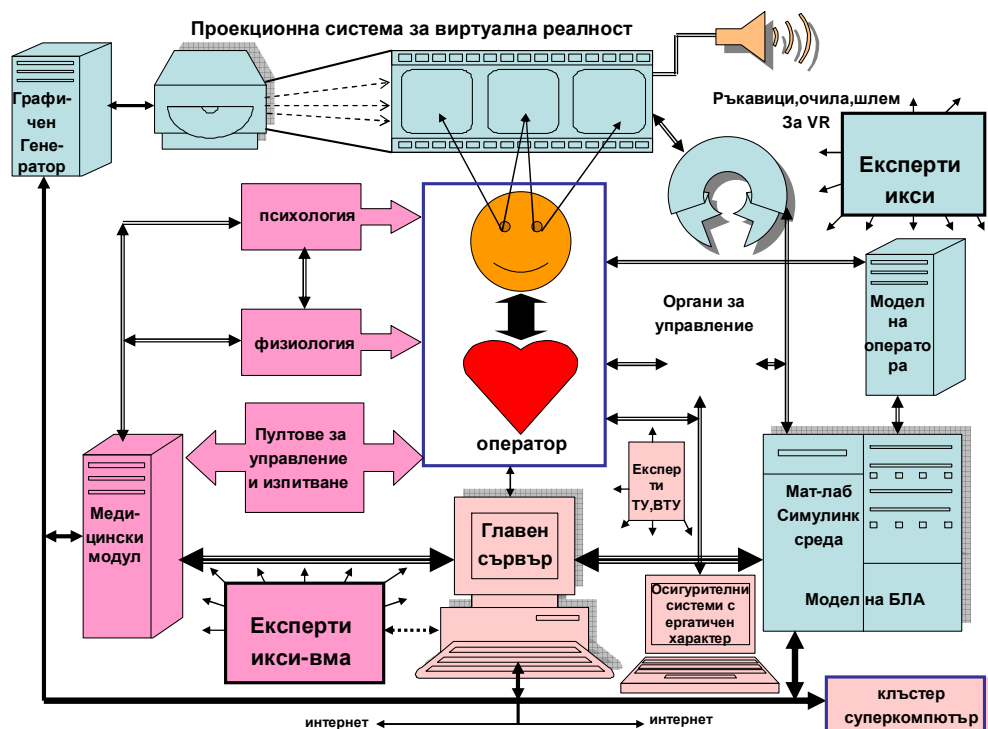 Проекционна система за виртуална реалност
Графи-
чен
Гене-
ратор
Ръкавици,очила,шлем
За VR
Експерти
икси
психология
физиология
Органи за
управление
Модел
на
операто
ра
оператор
Пултове за
управление
и изпитване
Експер
ти
ТУ,ВТУ
Меди-
цински
модул
Главен
сървър
Мат-лаб
Симулинк
среда
Модел на БЛА
Осигурителни
системи с
ергатичен
характер
Експерти
икси-вма
клъстер
суперкомпютър
интернет
интернет